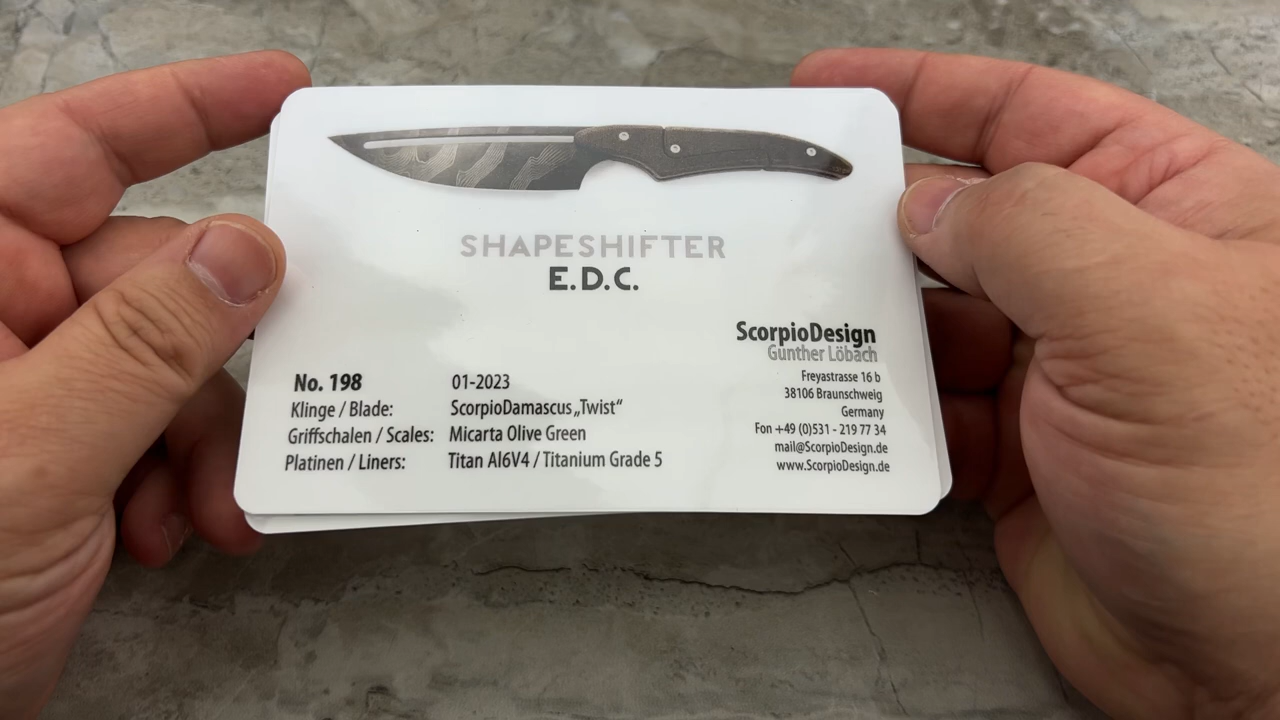 SHAPESHIFTER
E.D.C.
ScorpioDesign
Gunther Löbach
Freyastrasse 16 b
38106 Braunschweig
Germany
Fon +49 (0)531 - 219 77 34
mail@ScorpioDesign.de
www.ScorpioDesign.de
No. 198 01-2023
Klinge / Blade: ScorpioDamascus „Twist“
Griffschalen / Scales: Micarta Olive Green
Platinen / Liners: Titan Al6V4 / Titanium Grade 5